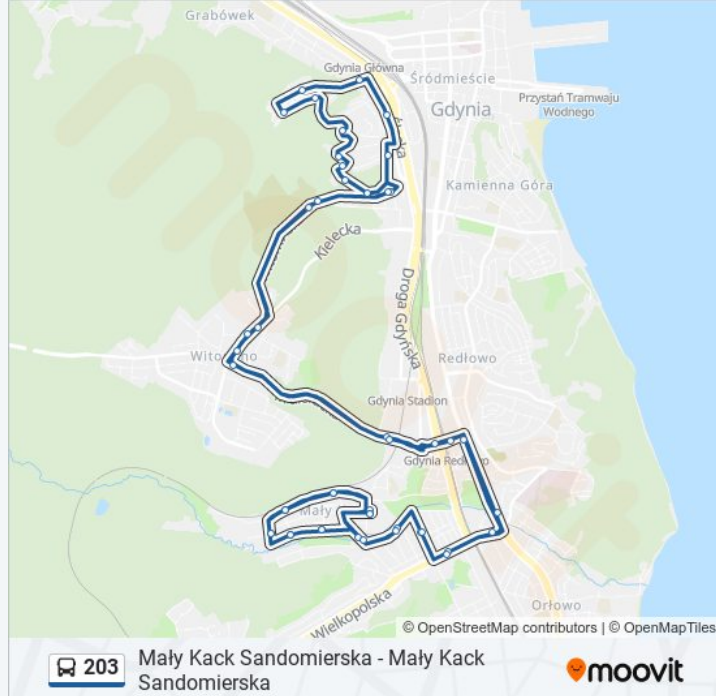 Grabówek
Gdynia Główna
Śródmieście
Gdynia
Przystań Tramwaju
Wodnego
Kamienna Góra
Kielecka
Droga Gdyńska
Witomino
Redłowo
Gdynia Stadion
Gdynia Redłowo
Mały
Wielkopolska
Orłowo
© OpenStreetMap contributors | © OpenMapTiles
203
Mały Kack Sandomierska - Mały Kack
Sandomierska
moovit